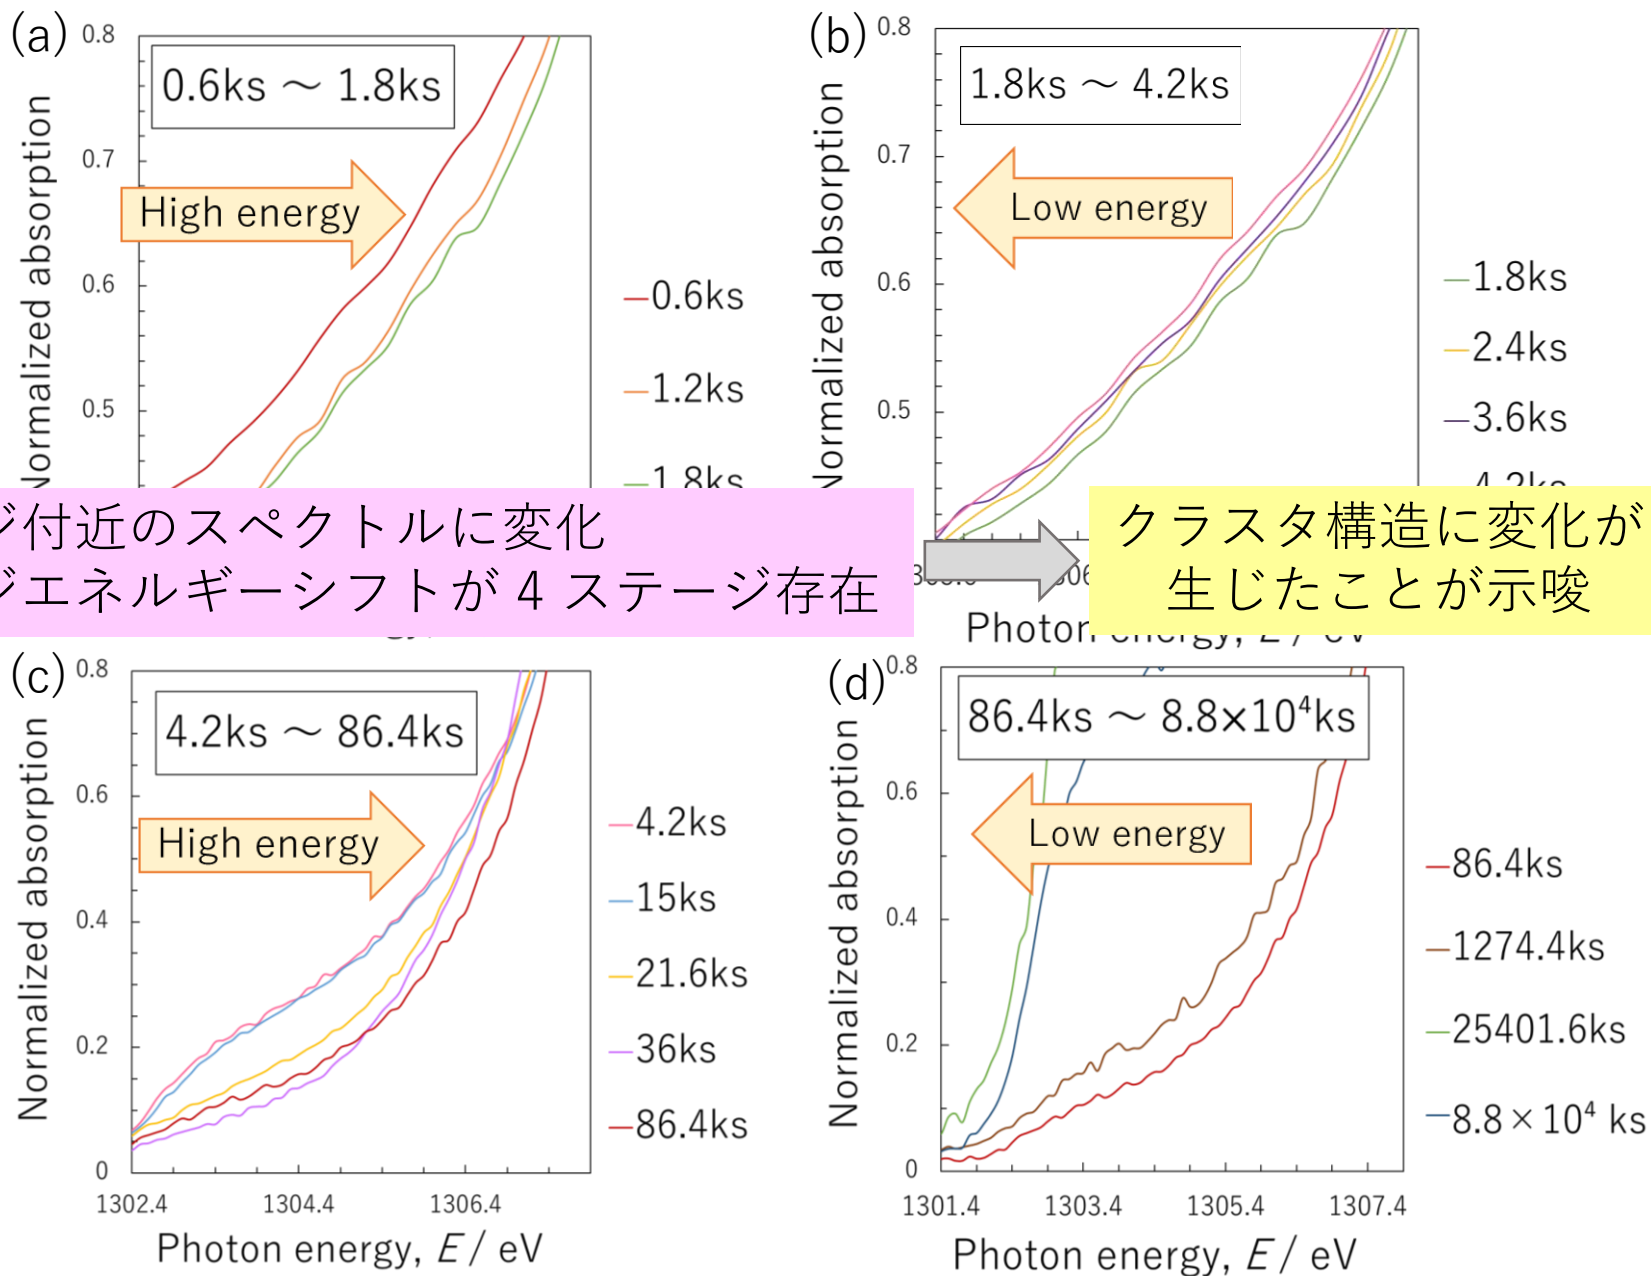 (a)
0.8
0.7
0.6
0.5
Normalized absorption
0.6ks ～ 1.8ks
High energy
0.6ks
1.2ks
1.8ks
(b)
0.8
0.7
0.6
0.5
Normalized absorption
1.8ks ～ 4.2ks
Low energy
1.8ks
2.4ks
3.6ks
4.2ks
付近のスペクトルに変化
エネルギーシフトが 4 ステージ存在
クラスタ構造に変化が
生じたことが示唆
Photon energy, E / eV
(c)
0.8
0.6
0.4
0.2
0
Normalized absorption
4.2ks ～ 86.4ks
High energy
4.2ks
15ks
21.6ks
36ks
86.4ks
1302.4 1304.4 1306.4
Photon energy, E / eV
(d)
0.8
0.6
0.4
0.2
0
Normalized absorption
86.4ks ～ 8.8×10⁴ks
Low energy
86.4ks
1274.4ks
25401.6ks
8.8×10⁴ ks
1301.4 1303.4 1305.4 1307.4
Photon energy, E / eV